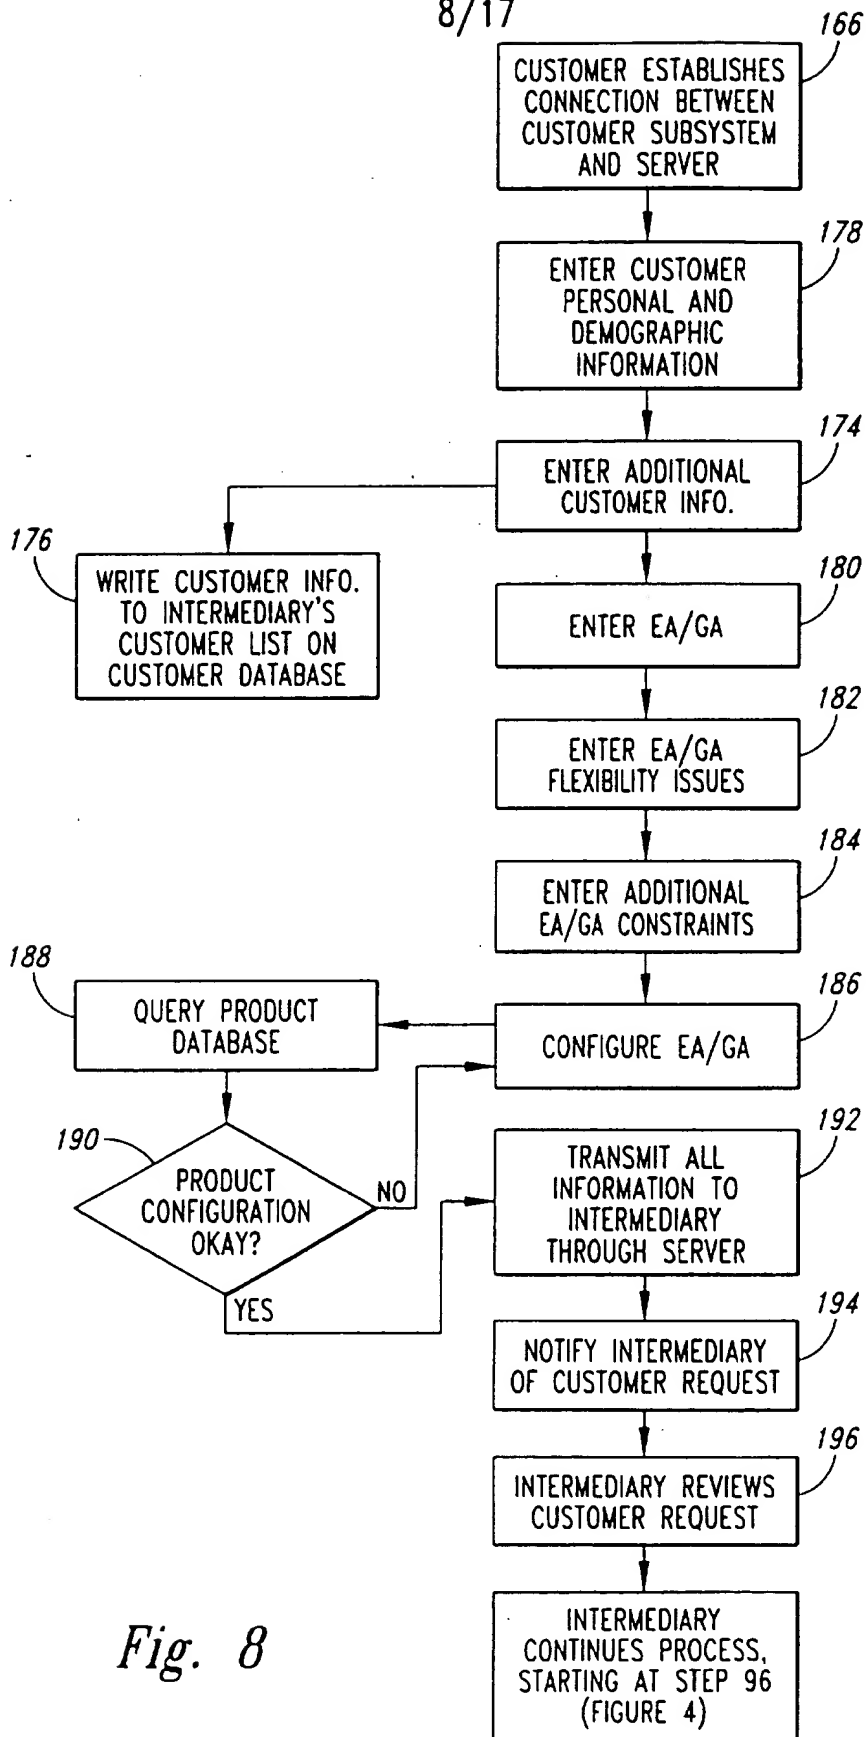 8/17
166
CUSTOMER ESTABLISHES
CONNECTION BETWEEN
CUSTOMER SUBSYSTEM
AND SERVER
178
ENTER CUSTOMER
PERSONAL AND
DEMOGRAPHIC
INFORMATION
174
ENTER ADDITIONAL
CUSTOMER INFO.
176
WRITE CUSTOMER INFO.
TO INTERMEDIARY'S
CUSTOMER LIST ON
CUSTOMER DATABASE
180
ENTER EA/GA
182
ENTER EA/GA
FLEXIBILITY ISSUES
184
ENTER ADDITIONAL
EA/GA CONSTRAINTS
186
CONFIGURE EA/GA
188
QUERY PRODUCT
DATABASE
190
PRODUCT
CONFIGURATION
OKAY?
NO
YES
192
TRANSMIT ALL
INFORMATION TO
INTERMEDIARY
THROUGH SERVER
194
NOTIFY INTERMEDIARY
OF CUSTOMER REQUEST
196
INTERMEDIARY REVIEWS
CUSTOMER REQUEST
INTERMEDIARY
CONTINUES PROCESS,
STARTING AT STEP 96
(FIGURE 4)
Fig. 8